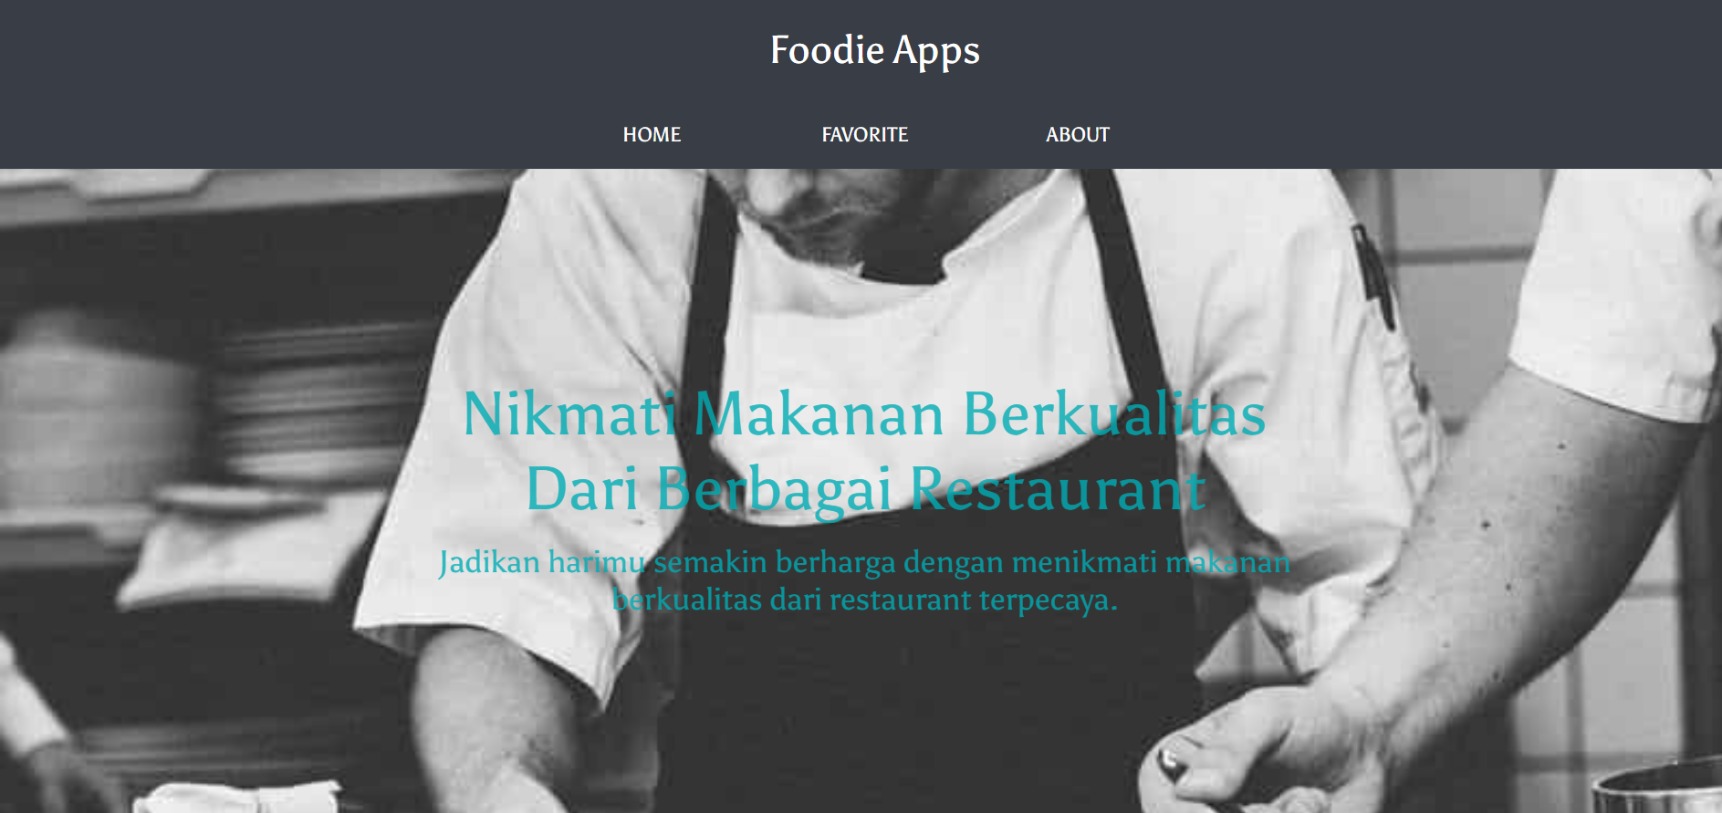 Foodie Apps
HOME FAVORITE ABOUT
Nikmati Makanan Berkualitas
Dari Berbagai Restaurant
Jadikan harimu semakin berharga dengan menikmati makanan
berkualitas dari restaurant terpecaya.